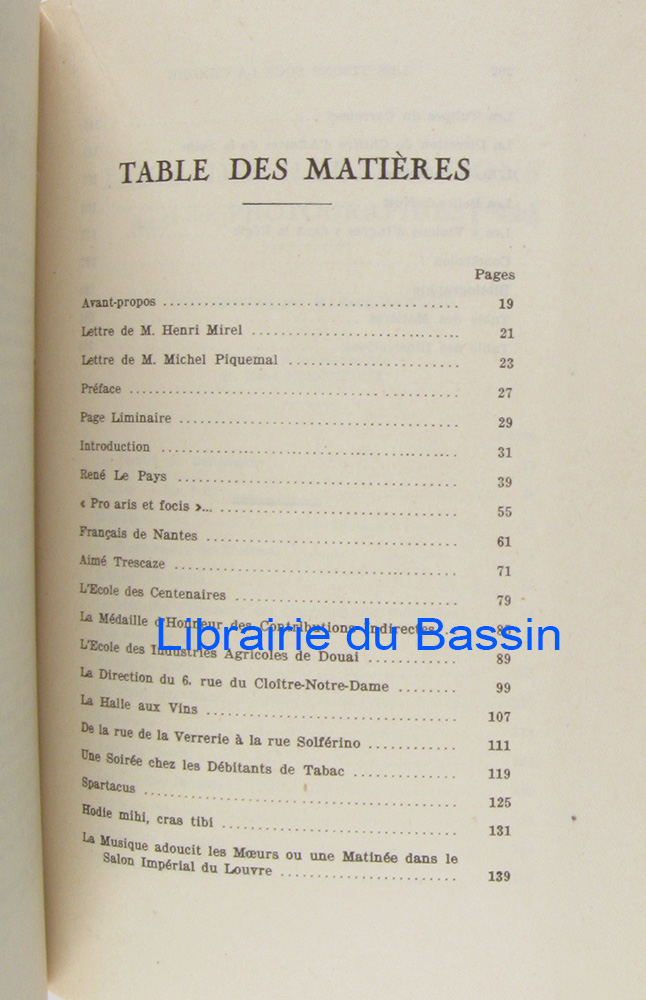 TABLE DES MATIÈRES
Pages
Avant-propos ........ 19
Lettre de M. Henri Mirel ........ 21
Lettre de M. Michel Piquemal ........ 23
Préface ........ 27
Page Liminaire ........ 29
Introduction ........ 31
René Le Pays ........ 39
« Pro aris et focis »... ........ 55
Français de Nantes ........ 61
Aimé Trescaze ........ 71
L'Ecole des Centenaires ........ 79
La Médaille d'Honneur des Contributions Indirectes ...
Librairie du Bassin
L'Ecole des Industries Agricoles de Douai ........ 89
La Direction du 6, rue du Cloître-Notre-Dame ........ 99
La Halle aux Vins ........ 107
De la rue de la Verrerie à la rue Solférino ........ 111
Une Soirée chez les Débitants de Tabac ........ 119
Spartacus ........ 125
Hodie mihi, cras tibi ........ 131
La Musique adoucit les Mœurs ou une Matinée dans le
Salon Impérial du Louvre ........ 139